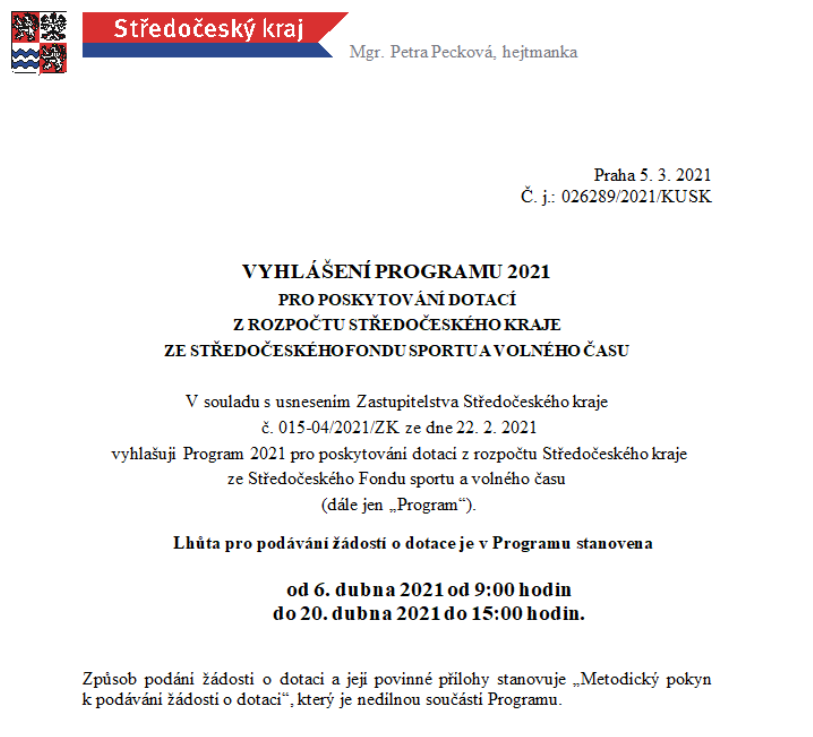 Středočeský kraj
Mgr. Petra Pecková, hejtmanka
Praha 5. 3. 2021
Č. j.: 026289/2021/KUSK
VYHLÁŠENÍ PROGRAMU 2021
PRO POSKYTOVÁNÍ DOTACÍ
Z ROZPOČTU STŘEDOČESKÉHO KRAJE
ZE STŘEDOČESKÉHO FONDU SPORTU A VOLNÉHO ČASU
V souladu s usnesením Zastupitelstva Středočeského kraje
č. 015-04/2021/ZK ze dne 22. 2. 2021
vyhlašuji Program 2021 pro poskytování dotací z rozpočtu Středočeského kraje
ze Středočeského Fondu sportu a volného času
(dále jen „Program“).
Lhůta pro podávání žádostí o dotace je v Programu stanovena
od 6. dubna 2021 od 9:00 hodin
do 20. dubna 2021 do 15:00 hodin.
Způsob podání žádosti o dotaci a její povinné přílohy stanovuje „Metodický pokyn
k podávání žádostí o dotaci“, který je nedílnou součástí Programu.